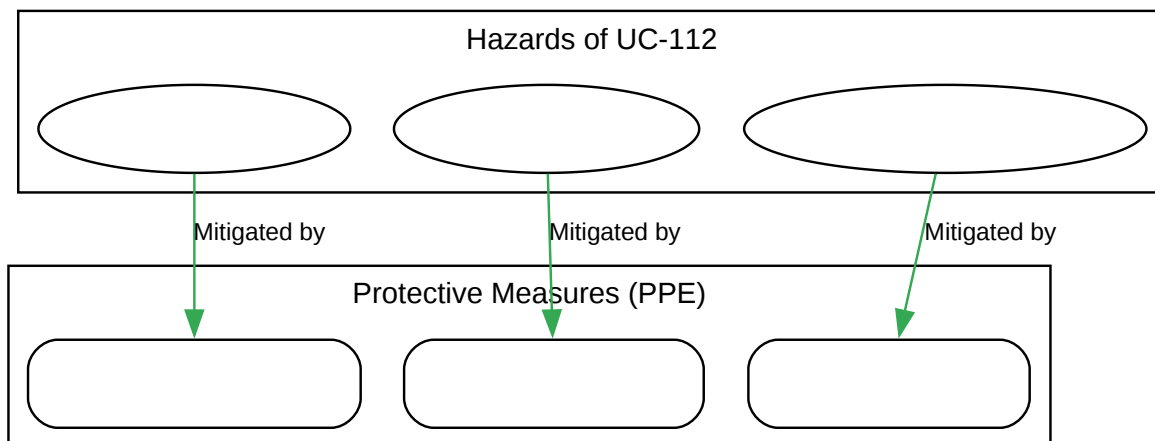 Hazards of UC-112
Mitigated by
Mitigated by
Mitigated by
Protective Measures (PPE)